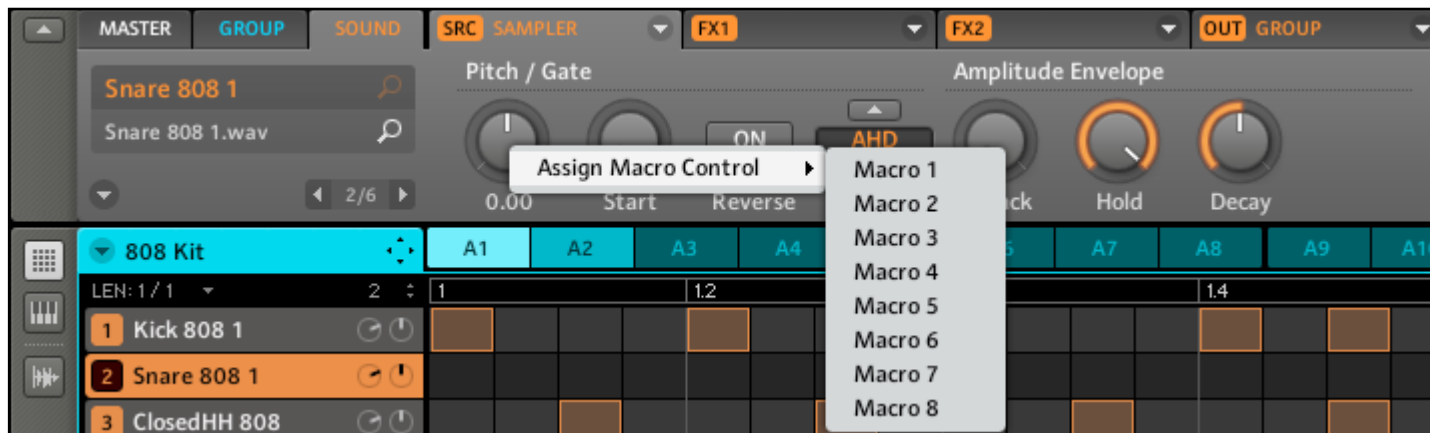 MASTER GROUP SOUND SRC SAMPLER FX1 FX2 OUT GROUP
Pitch / Gate Amplitude Envelope
Snare 808 1
Snare 808 1.wav
ON AHD
Assign Macro Control
2/6 0.00 Start Reverse Hold Decay
Macro 1
Macro 2
Macro 3
Macro 4
Macro 5
Macro 6
Macro 7
Macro 8
808 Kit A1 A2 A3 A4 A7 A8 A9
LEN: 1 / 1 2 1 1.2 1.4
1 Kick 808 1
2 Snare 808 1
3 ClosedHH 808